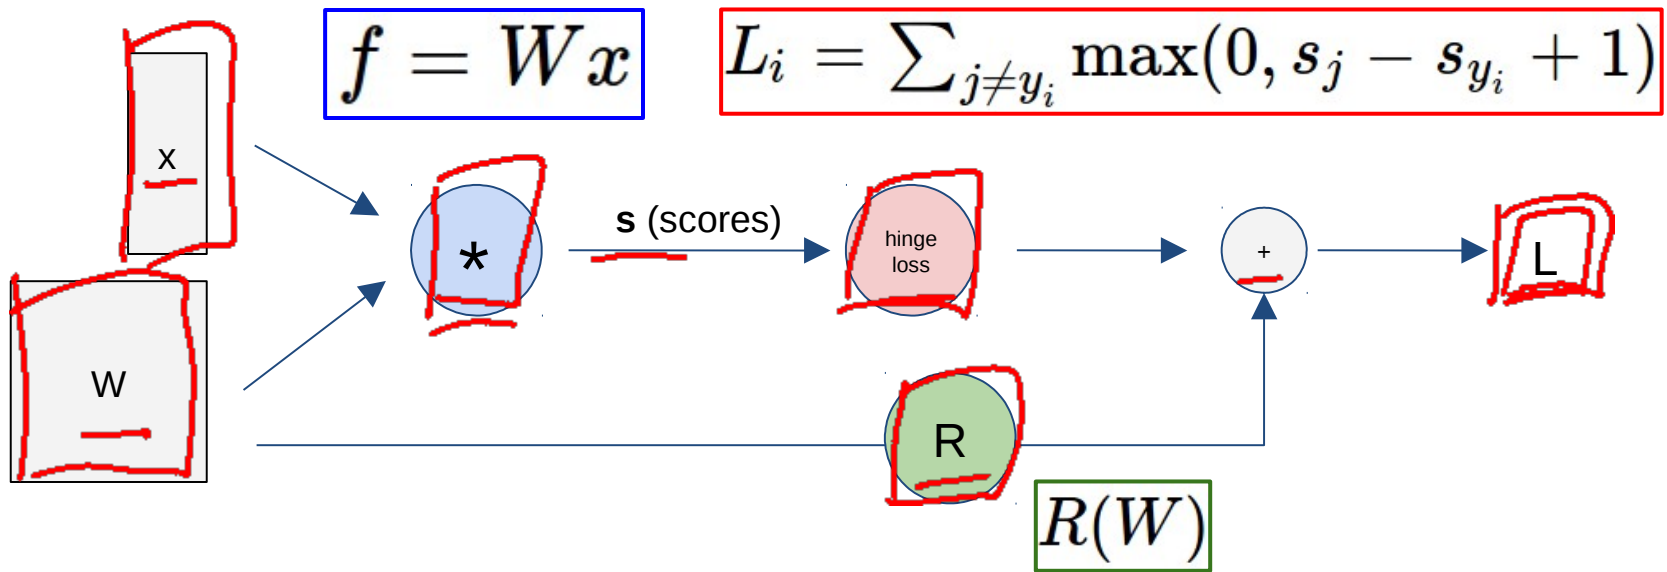 f = Wx
L_i = ∑_{j≠y_i} max(0, s_j − s_{y_i} + 1)
x
s (scores)
*
hinge
loss
+
L
W
R
R(W)